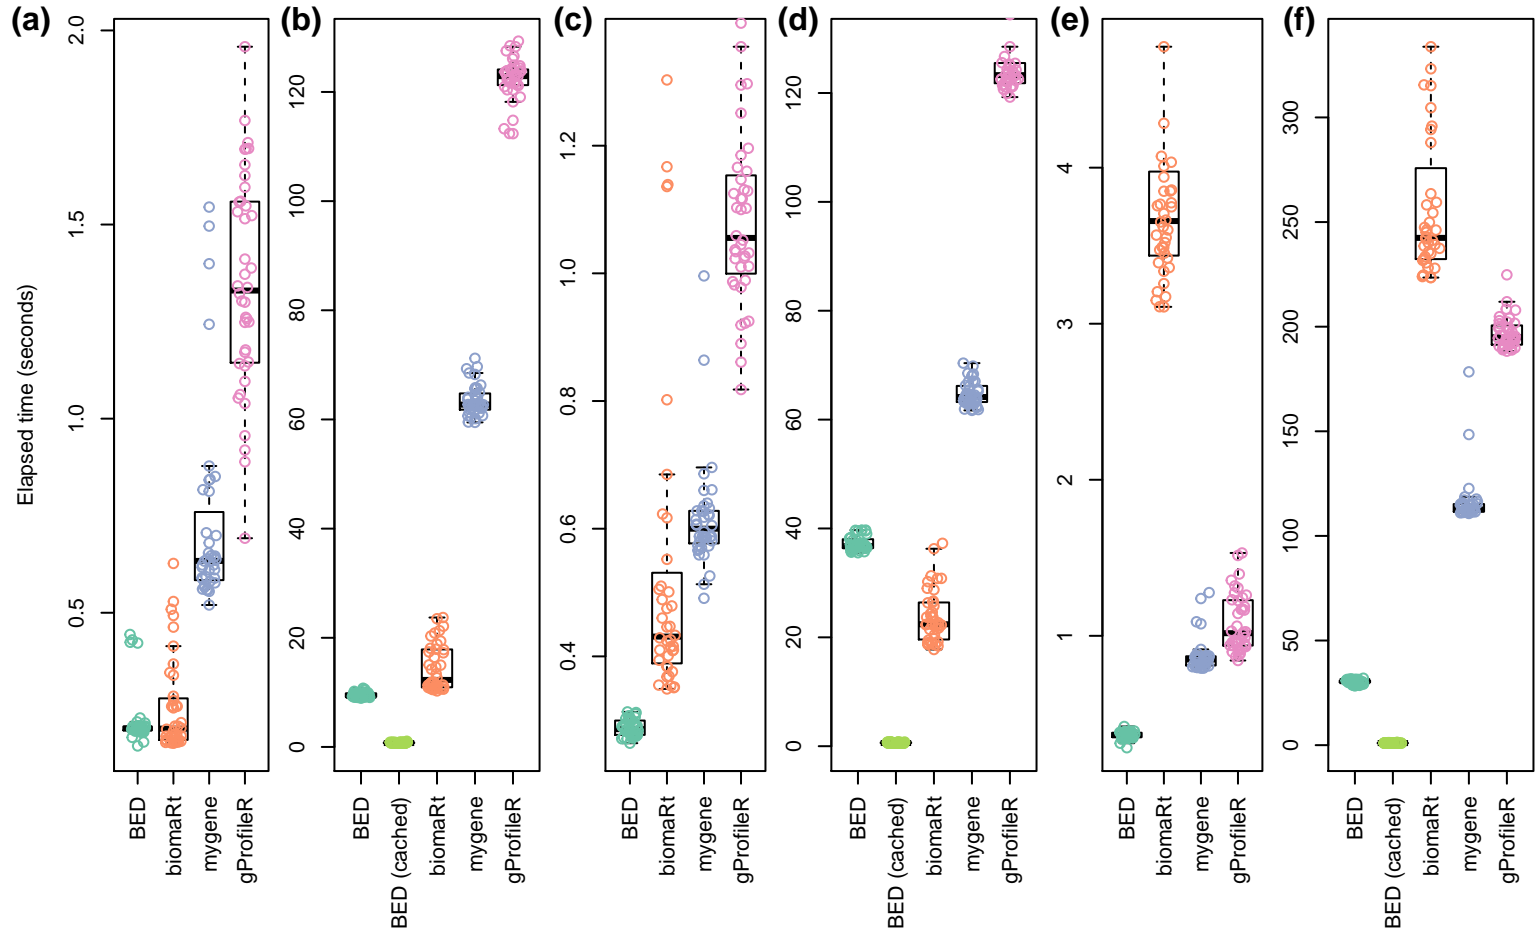 (a) (b) (c) (d) (e) (f)
Elapsed time (seconds)
2.0
1.5
1.0
0.5
BED
biomaRt
mygene
gProfileR
120
100
80
60
40
20
0
BED
BED (cached)
biomaRt
mygene
gProfileR
1.2
1.0
0.8
0.6
0.4
BED
biomaRt
mygene
gProfileR
120
100
80
60
40
20
0
BED
BED (cached)
biomaRt
mygene
gProfileR
4
3
2
1
BED
biomaRt
mygene
gProfileR
300
250
200
150
100
50
0
BED
BED (cached)
biomaRt
mygene
gProfileR